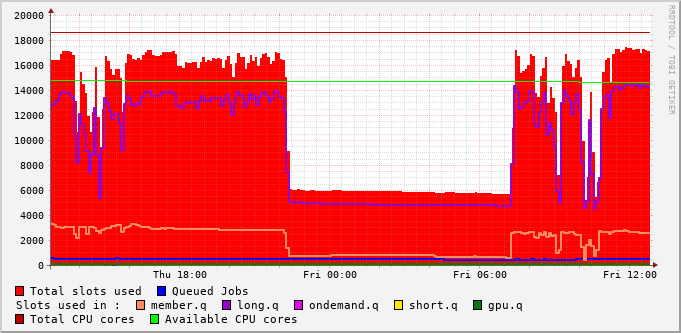 20000
18000
16000
14000
12000
10000
8000
6000
4000
2000
0
Thu 18:00 Fri 00:00 Fri 06:00 Fri 12:00
Total slots used Queued Jobs
Slots used in : member.q long.q ondemand.q short.q gpu.q
Total CPU cores Available CPU cores
RRDTOOL / TOBI OETIKER